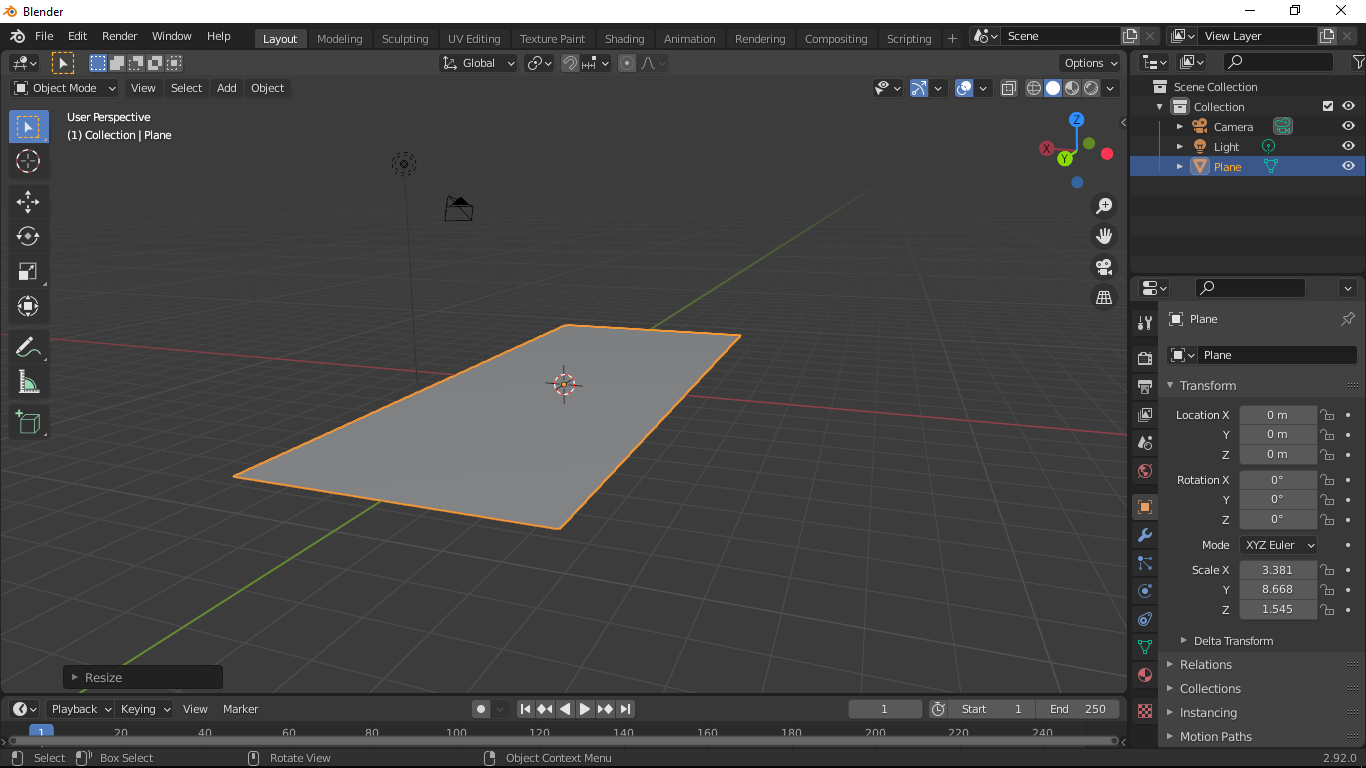 Blender
File Edit Render Window Help Layout Modeling Sculpting UV Editing Texture Paint Shading Animation Rendering Compositing Scripting + Scene View Layer
Global Options
Object Mode View Select Add Object
User Perspective
(1) Collection | Plane
Z
X
Y
Scene Collection
Collection
Camera
Light
Plane
Plane
Plane
Transform
Location X 0 m
Y 0 m
Z 0 m
Rotation X 0°
Y 0°
Z 0°
Mode XYZ Euler
Scale X 3.381
Y 8.668
Z 1.545
Delta Transform
Relations
Collections
Instancing
Motion Paths
Resize
Playback Keying View Marker 1 Start 1 End 250
1 20 40 60 80 100 120 140 160 180 200 220 240
Select Box Select Rotate View Object Context Menu 2.92.0